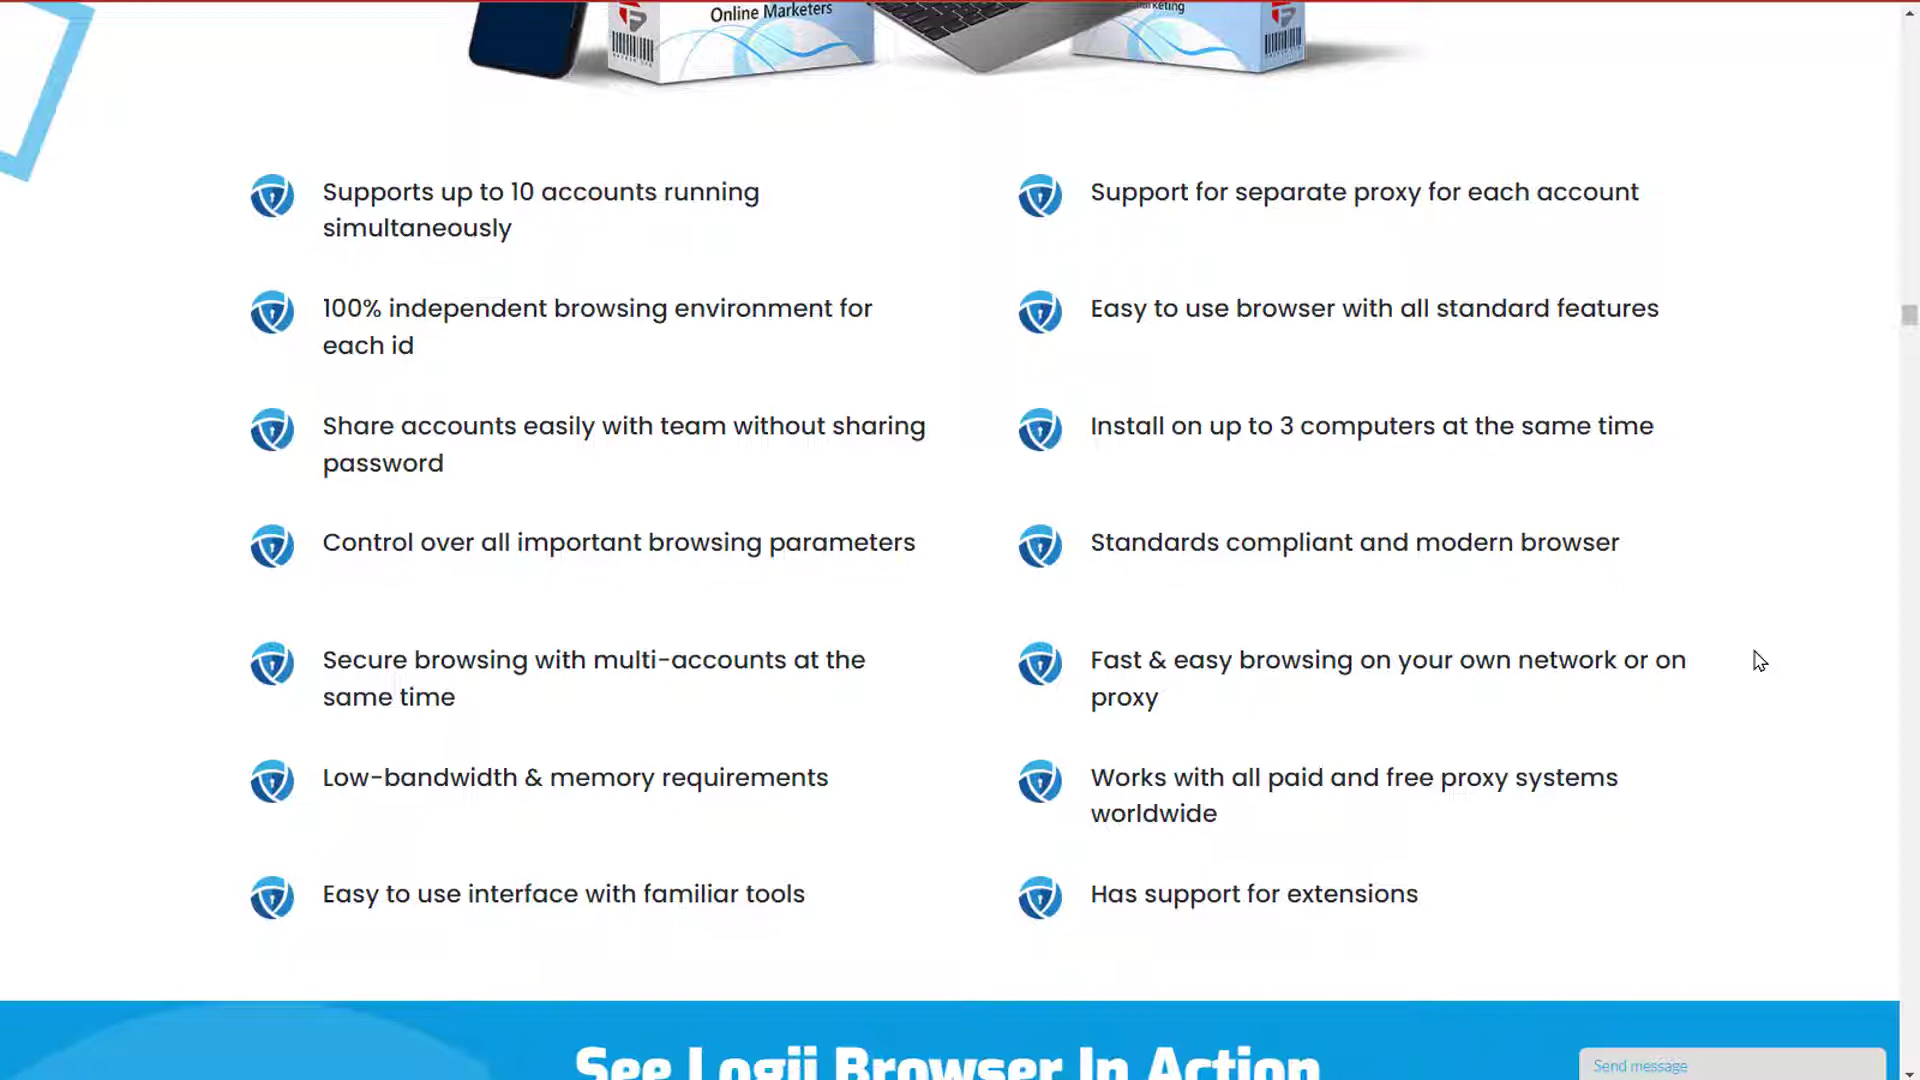 Online Marketers
Supports up to 10 accounts running
simultaneously
Support for separate proxy for each account
100% independent browsing environment for
each id
Easy to use browser with all standard features
Share accounts easily with team without sharing
password
Install on up to 3 computers at the same time
Control over all important browsing parameters
Standards compliant and modern browser
Secure browsing with multi-accounts at the
same time
Fast & easy browsing on your own network or on
proxy
Low-bandwidth & memory requirements
Works with all paid and free proxy systems
worldwide
Easy to use interface with familiar tools
Has support for extensions
See Logii Browser In Action
Send message